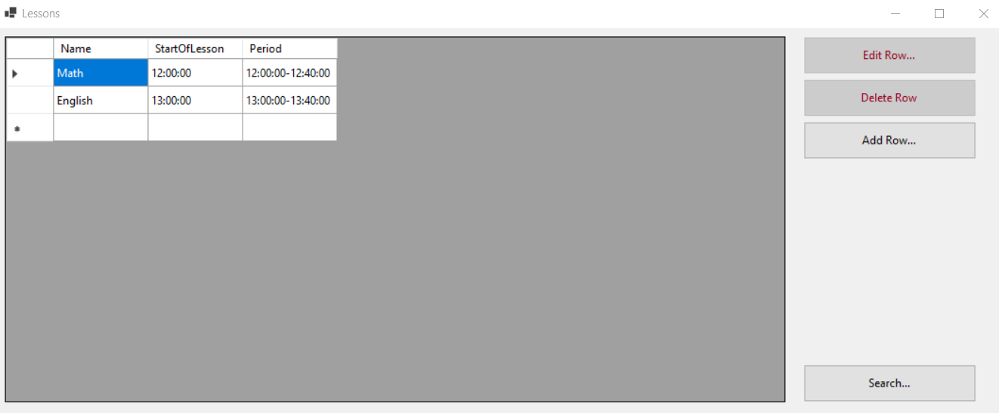 Lessons
Name StartOfLesson Period
Math 12:00:00 12:00:00-12:40:00
English 13:00:00 13:00:00-13:40:00
*
Edit Row...
Delete Row
Add Row...
Search...